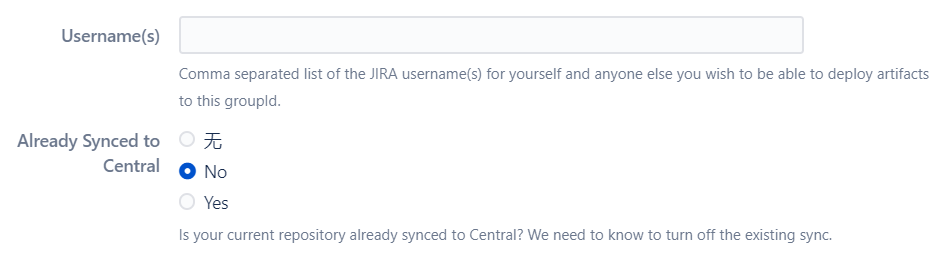 Username(s)
Comma separated list of the JIRA username(s) for yourself and anyone else you wish to be able to deploy artifacts
to this groupId.
Already Synced to
Central
无
No
Yes
Is your current repository already synced to Central? We need to know to turn off the existing sync.